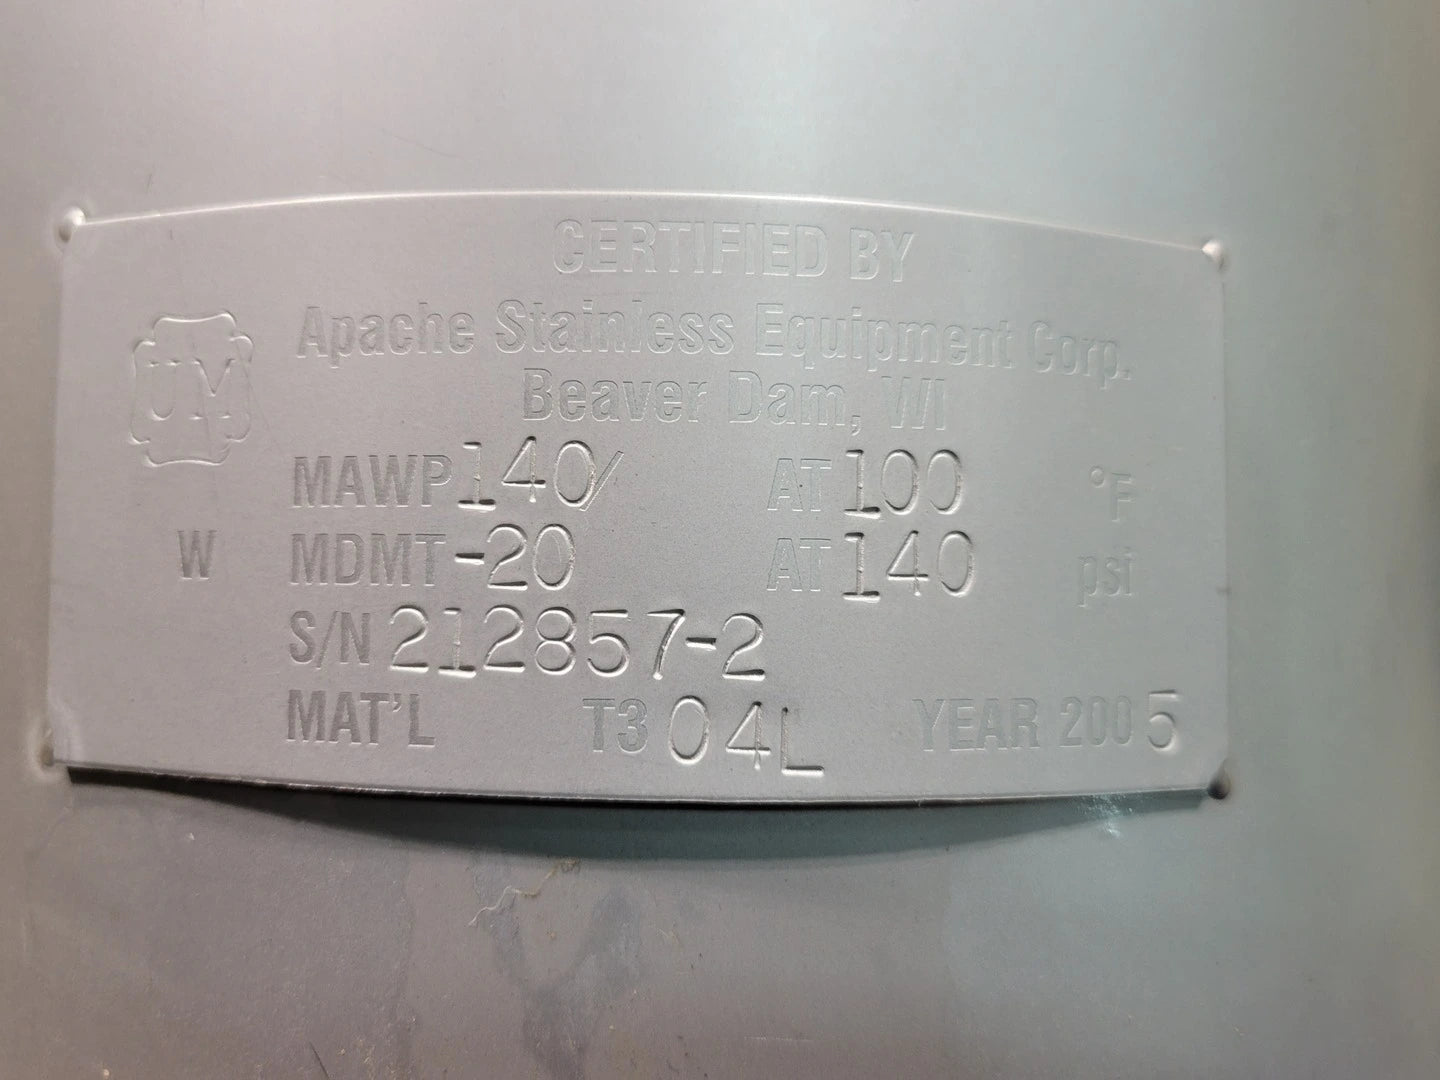 CERTIFIED BY
Apache Stainless Equipment Corp.
Beaver Dam, WI
UM
MAWP 140/ AT 100 °F
W MDMT -20 AT 140 psi
S/N 212857-2
MAT'L T304L YEAR 2005